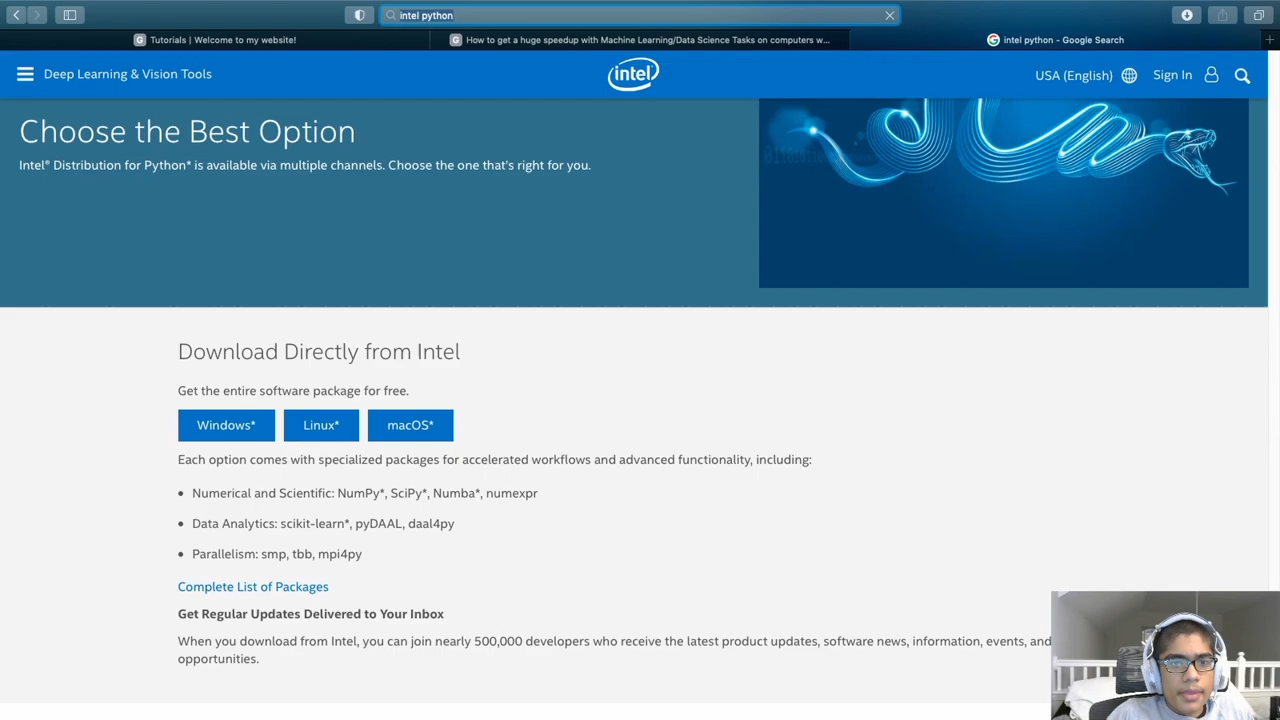 intel python
Tutorials | Welcome to my website!
How to get a huge speedup with Machine Learning/Data Science Tasks on computers w...
intel python - Google Search
Deep Learning & Vision Tools
intel
USA (English)
Sign In
Choose the Best Option
Intel® Distribution for Python* is available via multiple channels. Choose the one that's right for you.
Download Directly from Intel
Get the entire software package for free.
Windows*
Linux*
macOS*
Each option comes with specialized packages for accelerated workflows and advanced functionality, including:
• Numerical and Scientific: NumPy*, SciPy*, Numba*, numexpr
• Data Analytics: scikit-learn*, pyDAAL, daal4py
• Parallelism: smp, tbb, mpi4py
Complete List of Packages
Get Regular Updates Delivered to Your Inbox
When you download from Intel, you can join nearly 500,000 developers who receive the latest product updates, software news, information, events, and
opportunities.